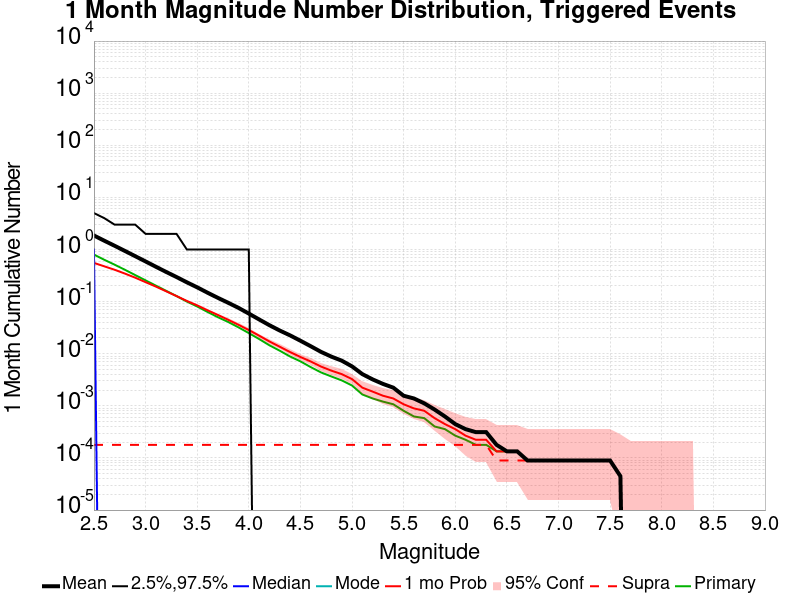 1 Month Magnitude Number Distribution, Triggered Events
10 4
10 3
10 2
10 1
10 0
10 -1
10 -2
10 -3
10 -4
10 -5
1 Month Cumulative Number
2.5 3.0 3.5 4.0 4.5 5.0 5.5 6.0 6.5 7.0 7.5 8.0 8.5 9.0
Magnitude
Mean 2.5%,97.5% Median Mode 1 mo Prob 95% Conf Supra Primary